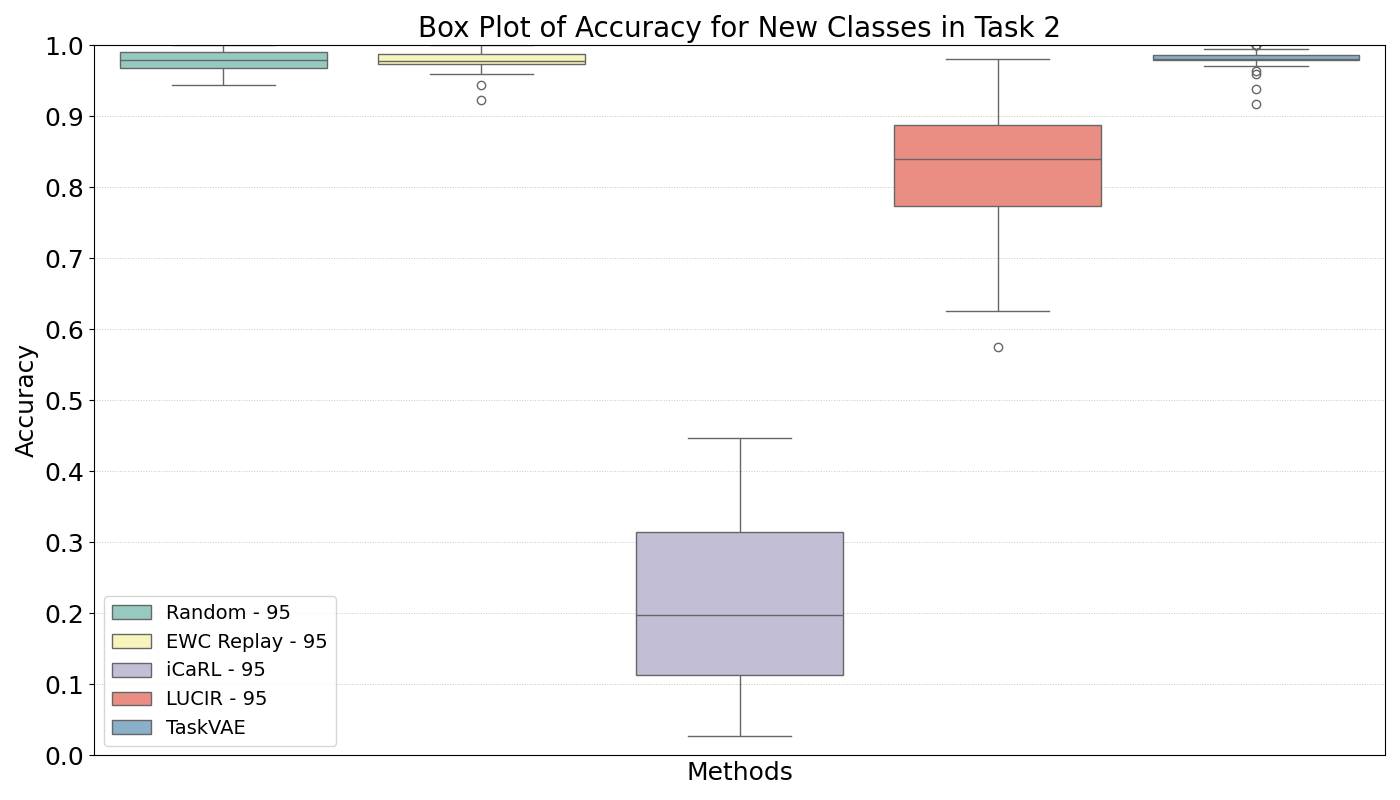 Box Plot of Accuracy for New Classes in Task 2
1.0
0.9
0.8
0.7
0.6
0.5
0.4
0.3
0.2
0.1
0.0
Accuracy
Methods
Random - 95
EWC Replay - 95
iCaRL - 95
LUCIR - 95
TaskVAE